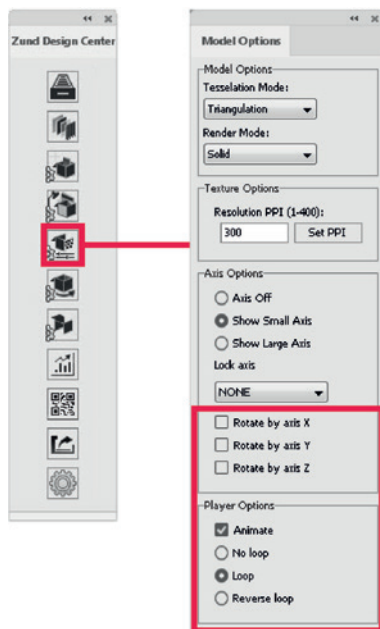 Zund Design Center
Model Options
Model Options
Tesselation Mode:
Triangulation
Render Mode:
Solid
Texture Options
Resolution PPI (1-400):
300 Set PPI
Axis Options
Axis Off
Show Small Axis
Show Large Axis
Lock axis
NONE
Rotate by axis X
Rotate by axis Y
Rotate by axis Z
Player Options
Animate
No loop
Loop
Reverse loop